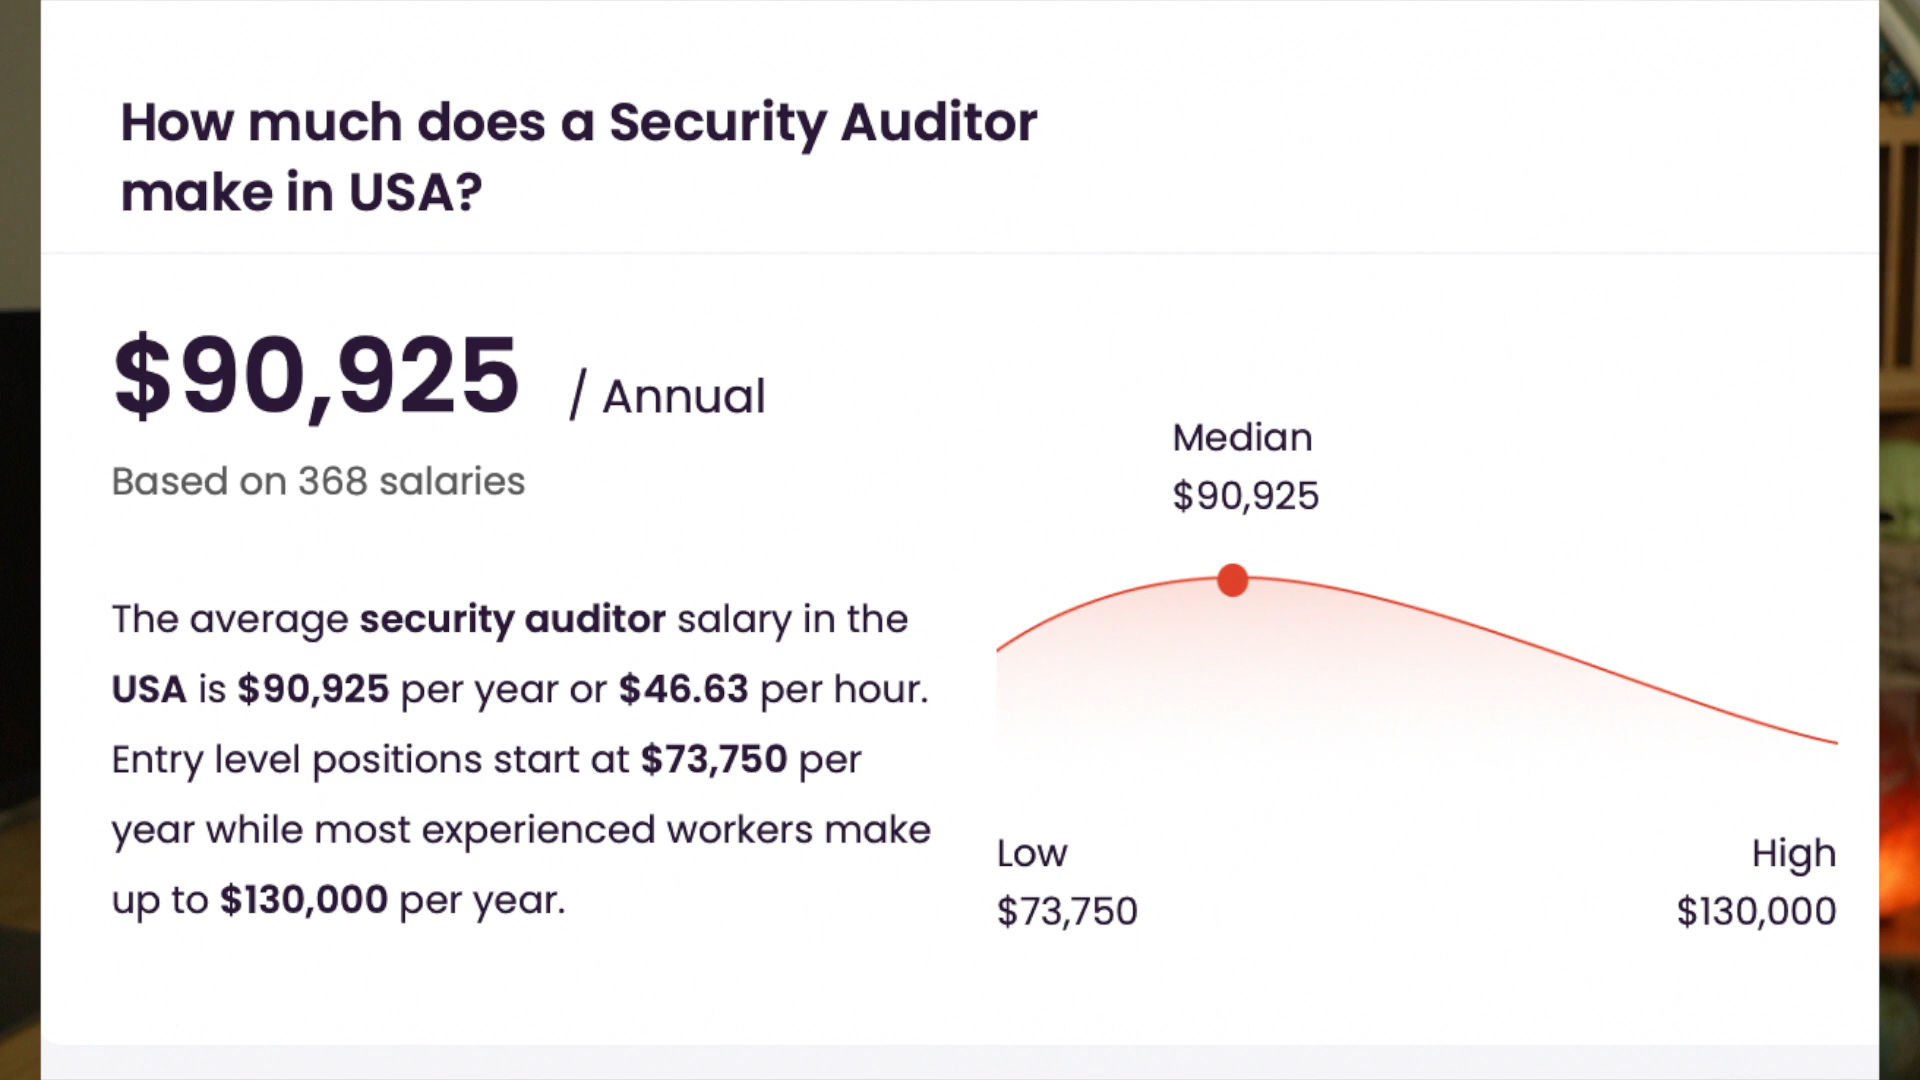 How much does a Security Auditor
make in USA?
$90,925 / Annual
Based on 368 salaries
The average security auditor salary in the
USA is $90,925 per year or $46.63 per hour.
Entry level positions start at $73,750 per
year while most experienced workers make
up to $130,000 per year.
Median
$90,925
Low
$73,750
High
$130,000